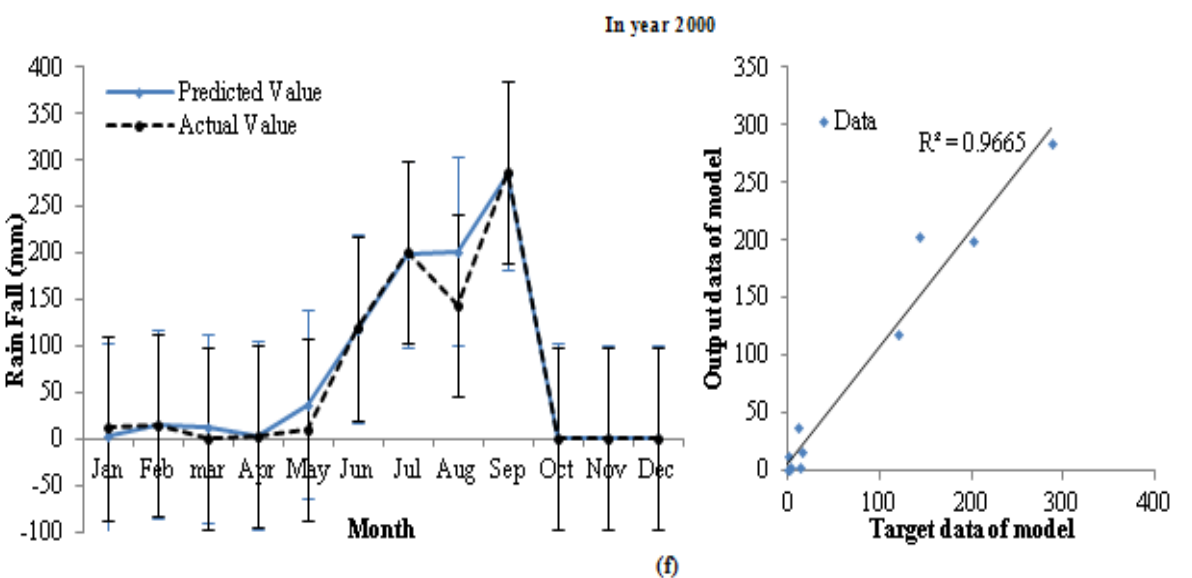 In year 2000
400
350
300
250
200
150
100
50
0
-50
-100
Rain Fall (mm)
Predicted Value
Actual Value
Jan Feb mar Apr May Jun Jul Aug Sep Oct Nov Dec
Month
350
300
250
200
150
100
50
0
Output data of model
Data
R² = 0.9665
0 100 200 300 400
Target data of model
(f)